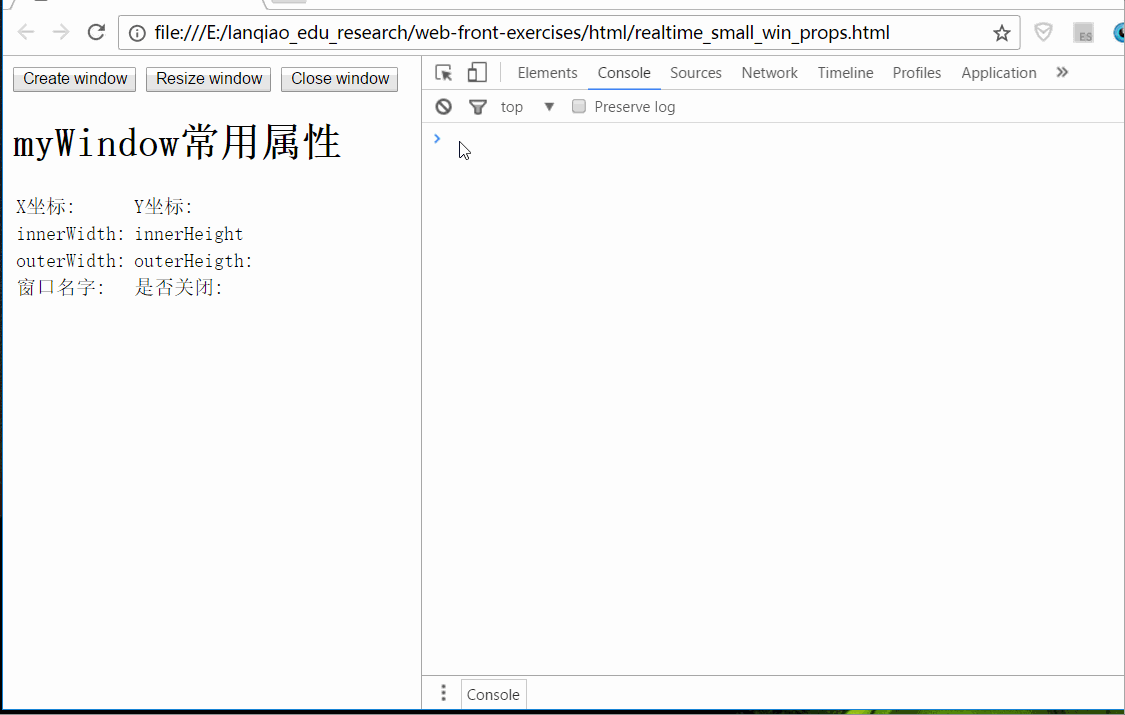 file:///E:/lanqiao_edu_research/web-front-exercises/html/realtime_small_win_props.html
ES
Create window Resize window Close window
Elements Console Sources Network Timeline Profiles Application
top Preserve log
myWindow常用属性
X坐标: Y坐标:
innerWidth: innerHeight
outerWidth: outerHeigth:
窗口名字: 是否关闭:
Console